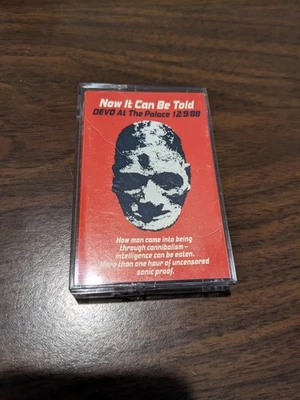 Now It Can Be Told
DEVO At The Palace 12/9/88
How man came into being
through cannibalism –
intelligence can be eaten.
More than one hour of uncensored
sonic proof.